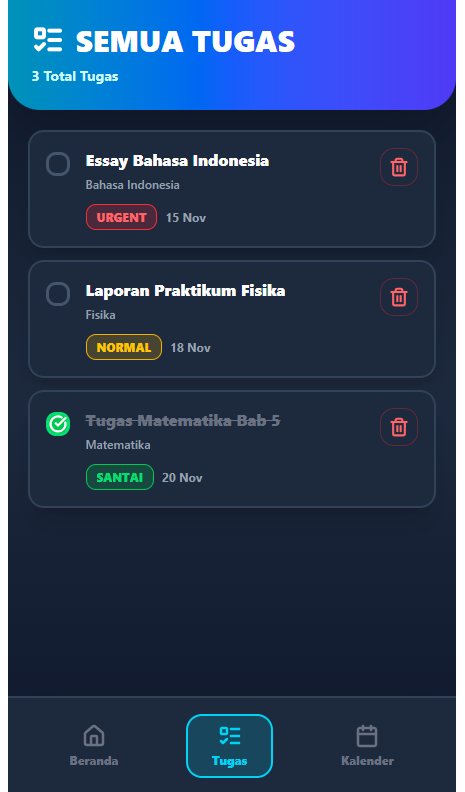 SEMUA TUGAS
3 Total Tugas
Essay Bahasa Indonesia
Bahasa Indonesia
URGENT 15 Nov
Laporan Praktikum Fisika
Fisika
NORMAL 18 Nov
Tugas Matematika Bab 5
Matematika
SANTAI 20 Nov
Beranda Tugas Kalender